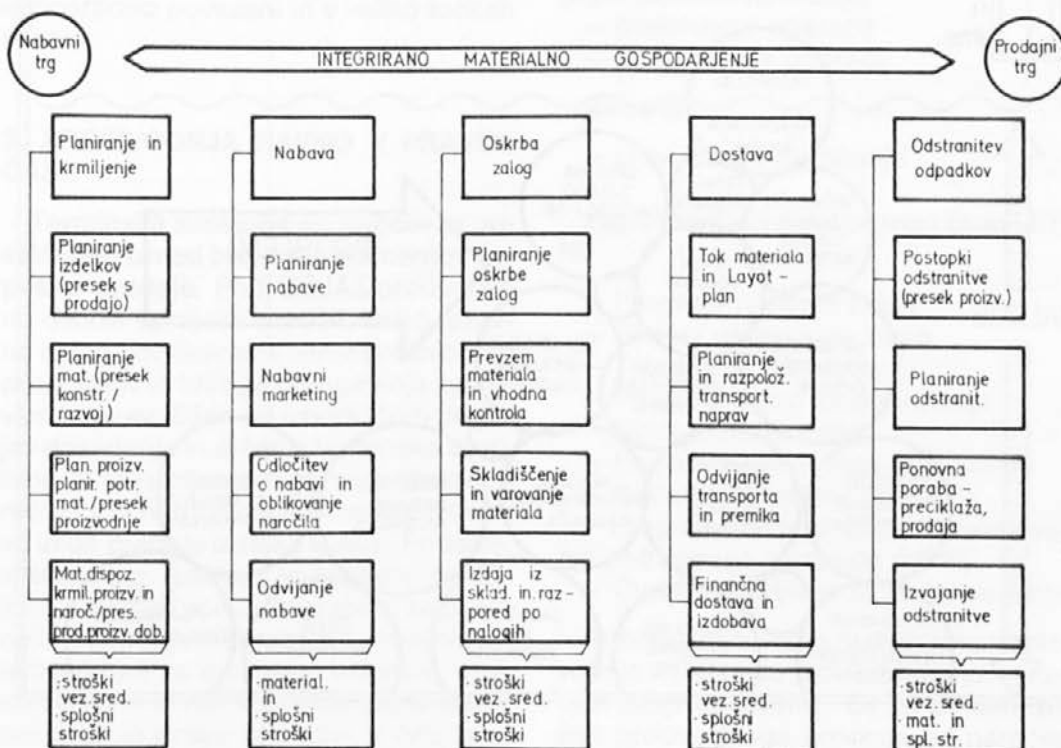 Nabavni
trg
INTEGRIRANO MATERIALNO GOSPODARJENJE
Prodajni
trg
Planiranje in
krmiljenje
Nabava
Oskrba
zalog
Dostava
Odstranitev
odpadkov
Planiranje
izdelkov
(presek s
prodajo)
Planiranje
nabave
Planiranje
oskrbe
zalog
Tok materiala
in Layot -
plan
Postopki
odstranitve
(presek proizv.)
Planiranje
mat. (presek
konstr. /
razvoj)
Nabavni
marketing
Prevzem
materiala
in vhodna
kontrola
Planiranje
in razpolož.
transport.
naprav
Planiranje
odstranit.
Plan. proizv.
planir. potr.
mat./presek
proizvodnje
Odločitev
o nabavi in
oblikovanje
naročila
Skladiščenje
in varovanje
materiala
Odvijanje
transporta
in premika
Ponovna
poraba -
preciklaža,
prodaja
Mat. dispoz.
krmil. proizv. in
naroč./pres.
prod. proizv. dob.
Odvijanje
nabave
Izdaja iz
sklad. in. raz -
pored po
nalogih
Finančna
dostava in
izdobava
Izvajanje
odstranitve
· stroški
vez. sred.
· splošni
stroški
· material
in
· splošni
stroški
· stroški
vez. sred.
· splošni
stroški
· stroški
vez. sred.
· splošni
stroški
· stroški
vez. sred.
· mat. in
spl. str.